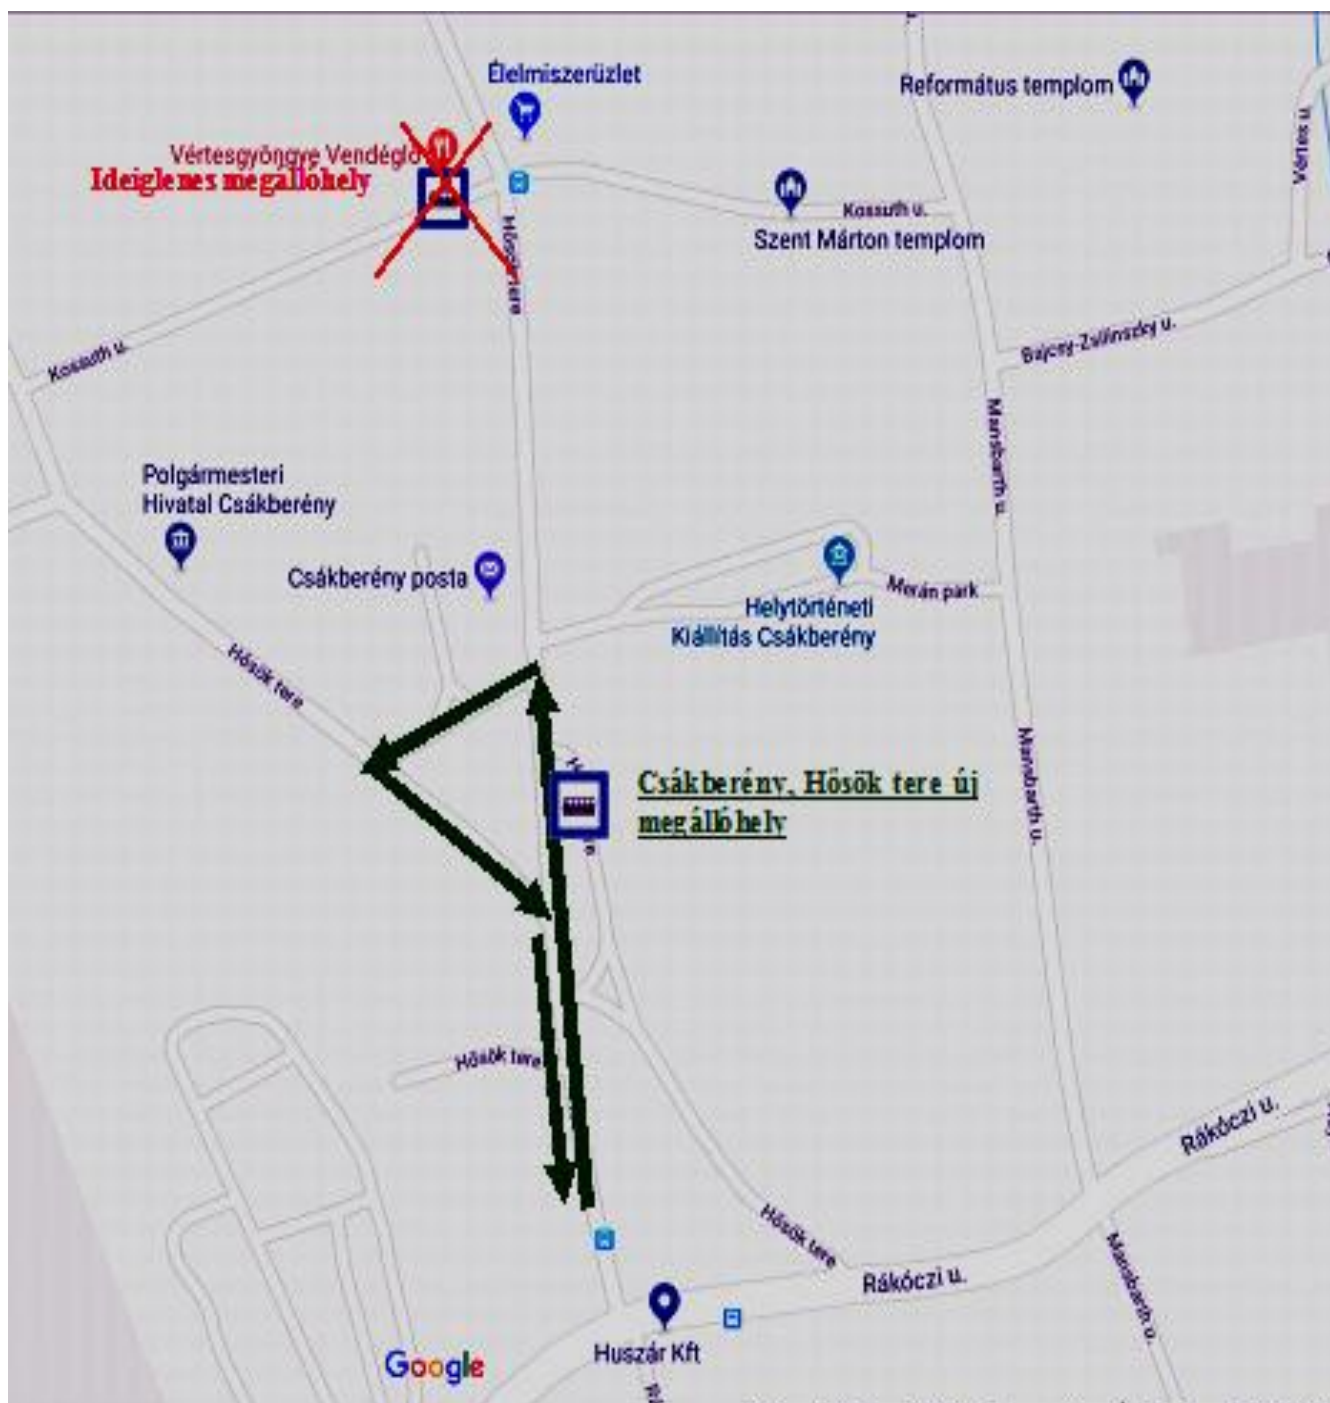 Élelmiszerüzlet
Református templom
Vértesgyöngye Vendéglő
Ideiglenes megállóhely
Vértes u.
Kossuth u.
Szent Márton templom
Hősök tere
Bajcsy-Zsilinszky u.
Kossuth u.
Mansbarth u.
Polgármesteri
Hivatal Csákberény
Csákberény posta
Merán park
Helytörténeti
Kiállítás Csákberény
Hősök tere
Mansbarth u.
Csákberény, Hősök tere új
megállóhely
Hősök tere
Rákóczi u.
Hősök tere
Rákóczi u.
Mansbarth u.
Huszár Kft
Google